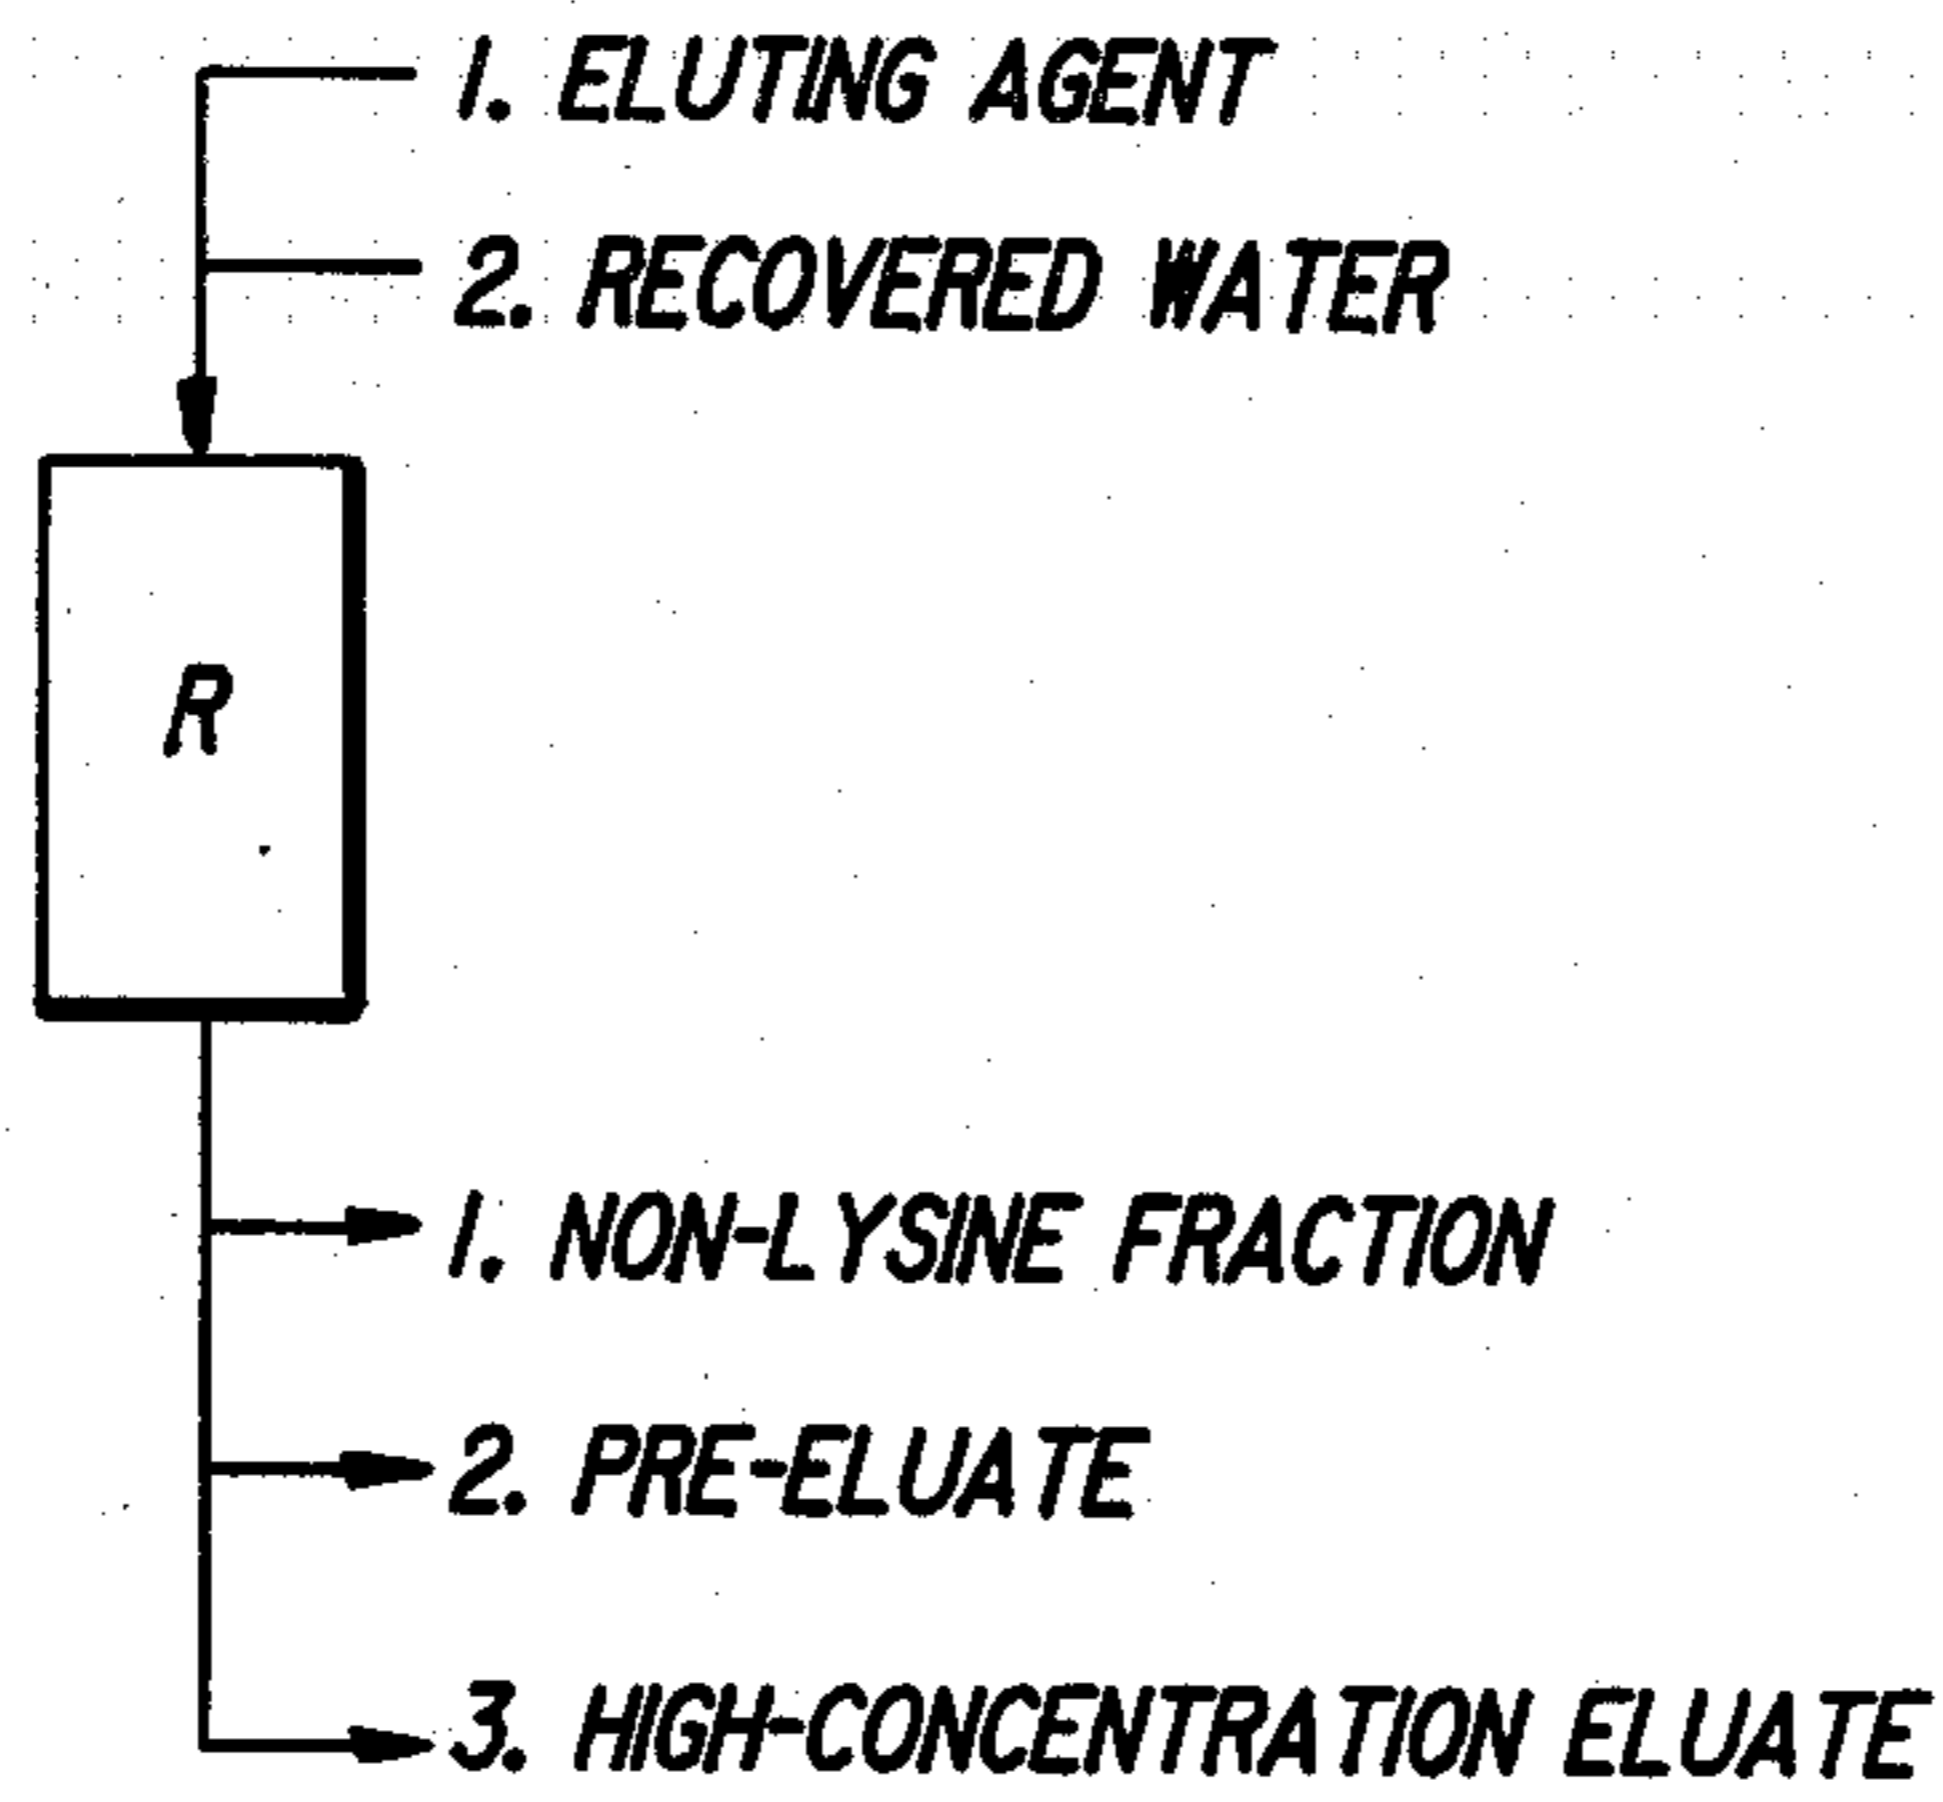 1. ELUTING AGENT
2. RECOVERED WATER
R
1. NON-LYSINE FRACTION
2. PRE-ELUATE
3. HIGH-CONCENTRATION ELUATE